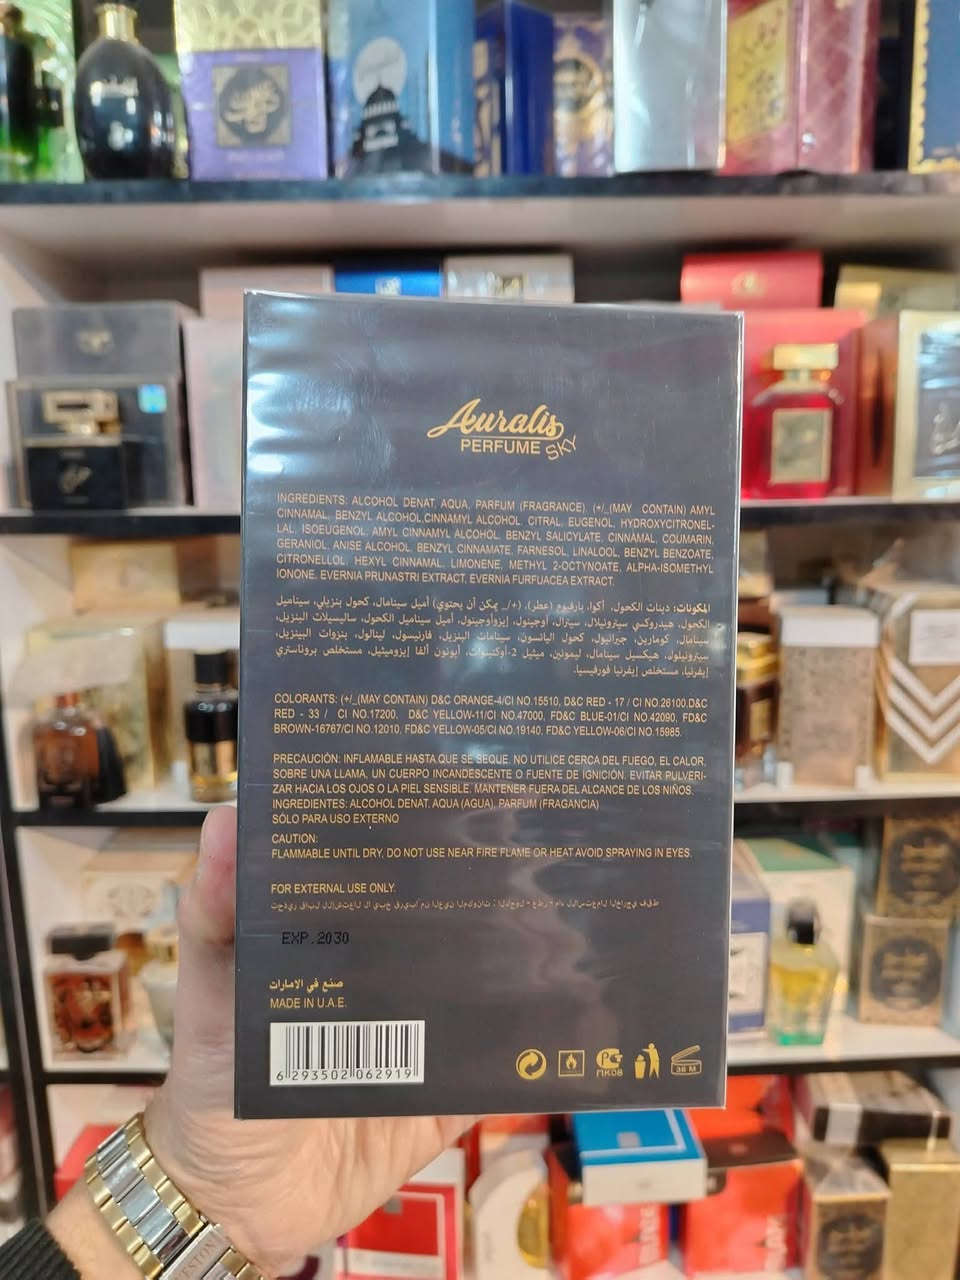 Auralis
PERFUME SKY
INGREDIENTS: ALCOHOL DENAT, AQUA, PARFUM (FRAGRANCE). (+/_(MAY CONTAIN) AMYL
CINNAMAL, BENZYL ALCOHOL,CINNAMYL ALCOHOL, CITRAL, EUGENOL, HYDROXYCITRONEL-
LAL, ISOEUGENOL, AMYL CINNAMYL ALCOHOL, BENZYL SALICYLATE, CINNAMAL, COUMARIN,
GERANIOL, ANISE ALCOHOL, BENZYL CINNAMATE, FARNESOL, LINALOOL, BENZYL BENZOATE,
CITRONELLOL, HEXYL CINNAMAL, LIMONENE, METHYL 2-OCTYNOATE, ALPHA-ISOMETHYL
IONONE. EVERNIA PRUNASTRI EXTRACT, EVERNIA FURFUACEA EXTRACT.
المكونات: دينات الكحول، أكوا، بارفيوم (عطر). (+/_ يمكن أن يحتوي) أميل سينامال، كحول بنزيلي، سيناميل
الكحول، هيدروكسي سيترونيلال، سيترال، أوجينول، إيزوأوجينول، أميل سيناميل الكحول، ساليسيلات البنزيل،
سينامال، كومارين، جيرانيول، كحول اليانسون، سينامات البنزيل، فارنيسول، لينالول، بنزوات البينزيل،
سيترونيلول، هيكسيل سينامال، ليمونين، ميثيل 2-أوكتينوات، أيونون ألفا إيزوميثيل، مستخلص بروناستري
إيفرنيا، مستخلص إيفرنيا فورفيسيا.
COLORANTS: (+/_(MAY CONTAIN) D&C ORANGE-4/CI NO.15510, D&C RED - 17 / CI NO.26100,D&C
RED - 33 / CI NO.17200, D&C YELLOW-11/CI NO.47000, FD&C BLUE-01/CI NO.42090, FD&C
BROWN-16767/CI NO.12010, FD&C YELLOW-05/CI NO.19140, FD&C YELLOW-06/CI NO.15985.
PRECAUCIÓN: INFLAMABLE HASTA QUE SE SEQUE. NO UTILICE CERCA DEL FUEGO, EL CALOR,
SOBRE UNA LLAMA, UN CUERPO INCANDESCENTE O FUENTE DE IGNICIÓN. EVITAR PULVERI-
ZAR HACIA LOS OJOS O LA PIEL SENSIBLE. MANTENER FUERA DEL ALCANCE DE LOS NIÑOS.
INGREDIENTES: ALCOHOL DENAT. AQUA (AGUA), PARFUM (FRAGANCIA)
SÓLO PARA USO EXTERNO
CAUTION:
FLAMMABLE UNTIL DRY, DO NOT USE NEAR FIRE FLAME OR HEAT AVOID SPRAYING IN EYES.
FOR EXTERNAL USE ONLY.
EXP.2030
صنع في الامارات
MADE IN U.A.E.
6 293502 062919
MK08
36 M